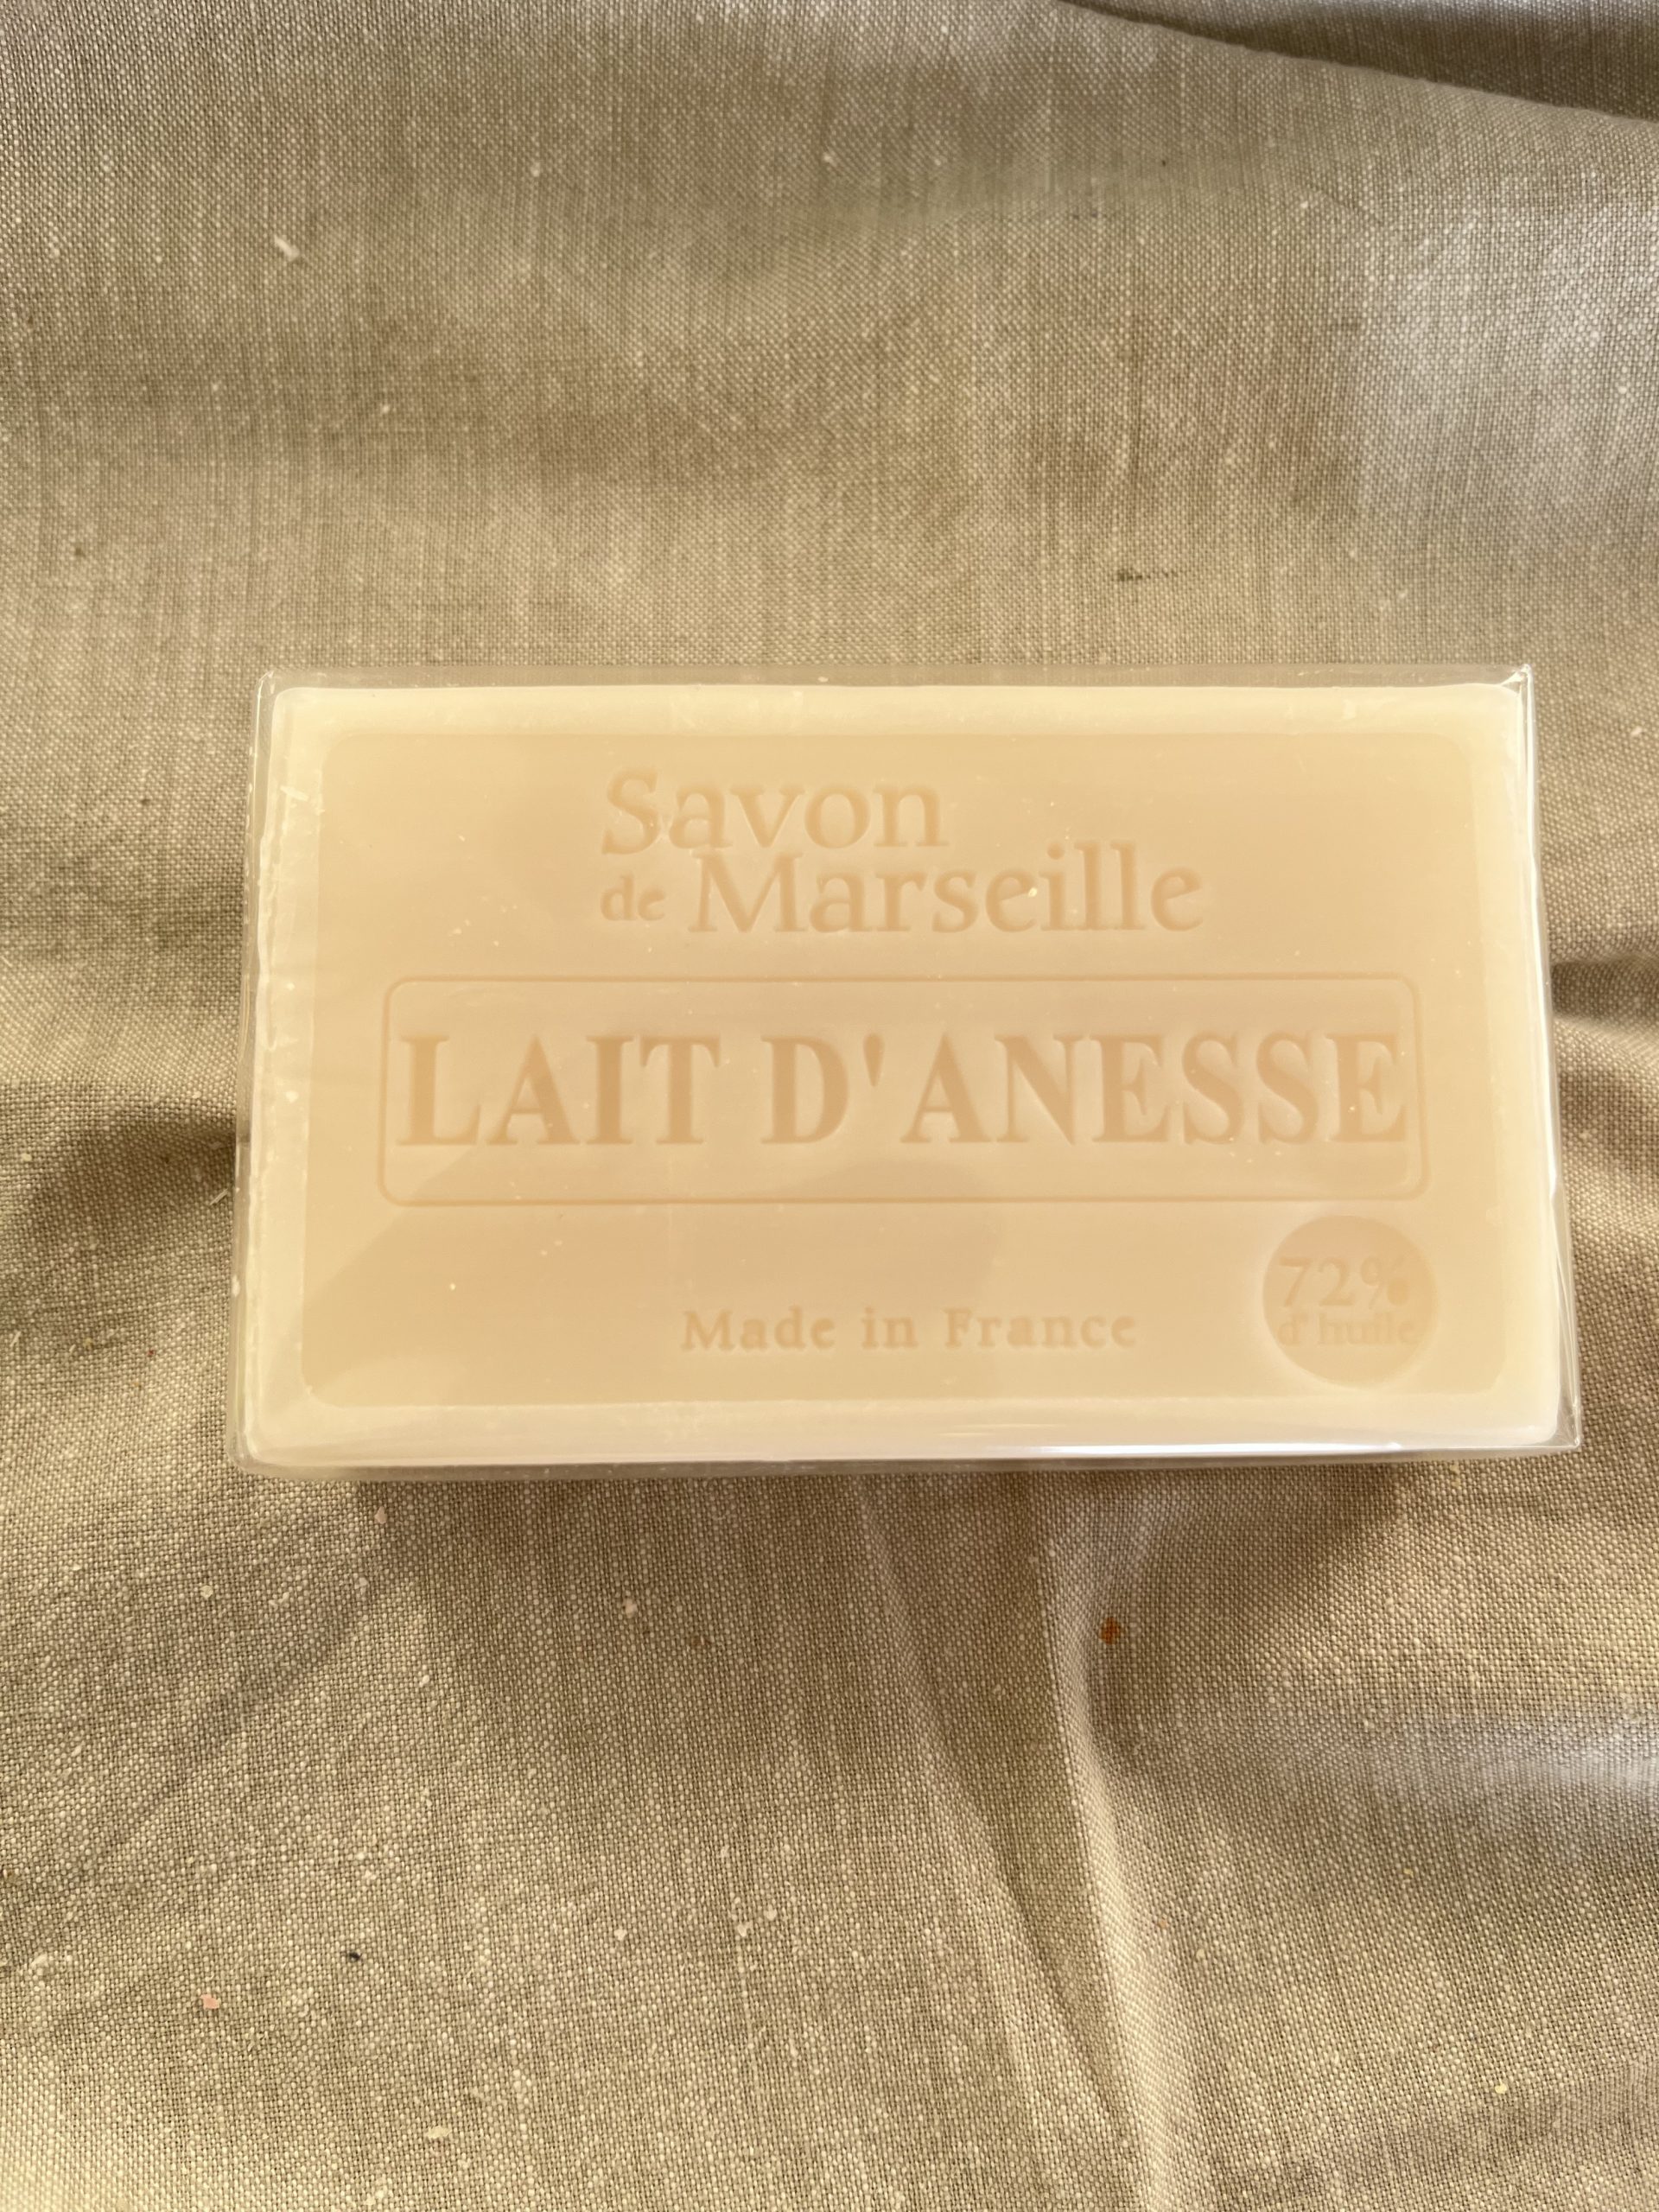 Savon
de Marseille
LAIT D'ANESSE
72%
d'huile
Made in France